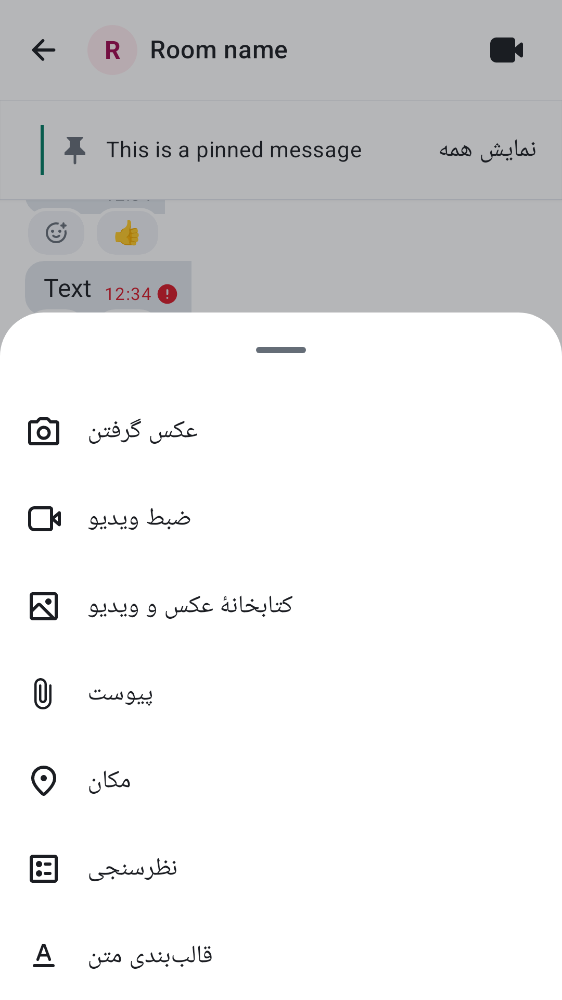 R Room name
This is a pinned message نمایش همه
Text 12:34
عکس گرفتن
ضبط ویدیو
کتابخانهٔ عکس و ویدیو
پیوست
مکان
نظرسنجی
قالب‌بندی متن